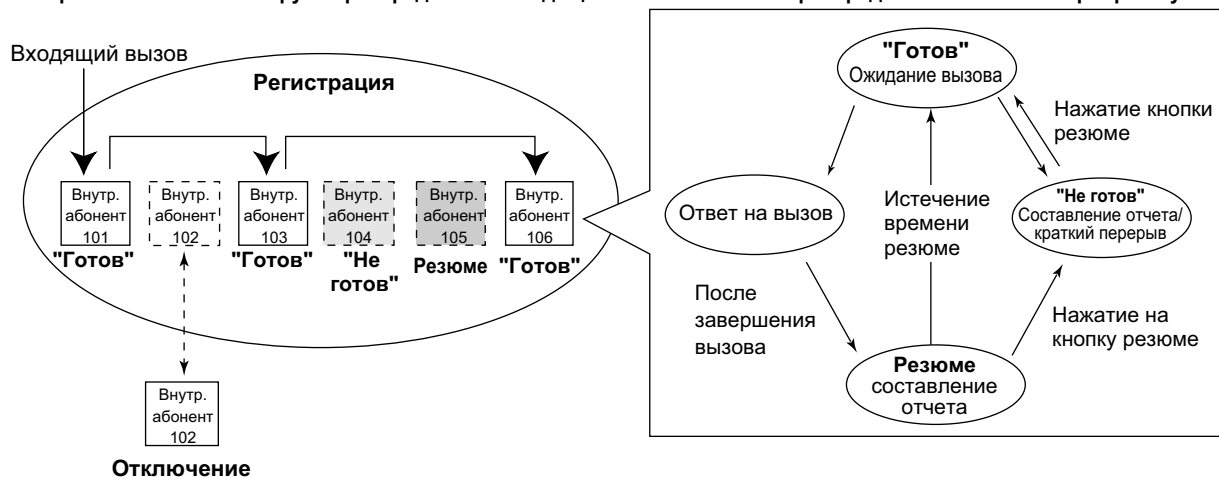 Входящий вызов
Регистрация
Внутр.
абонент
101
"Готов"
Внутр.
абонент
102
Внутр.
абонент
103
"Готов"
Внутр.
абонент
104
"Не
готов"
Внутр.
абонент
105
Резюме
Внутр.
абонент
106
"Готов"
Внутр.
абонент
102
Отключение
"Готов"
Ожидание вызова
Нажатие кнопки
резюме
Ответ на вызов
Истечение
времени
резюме
"Не готов"
Составление отчета/
краткий перерыв
После
завершения
вызова
Нажатие на
кнопку резюме
Резюме
составление
отчета